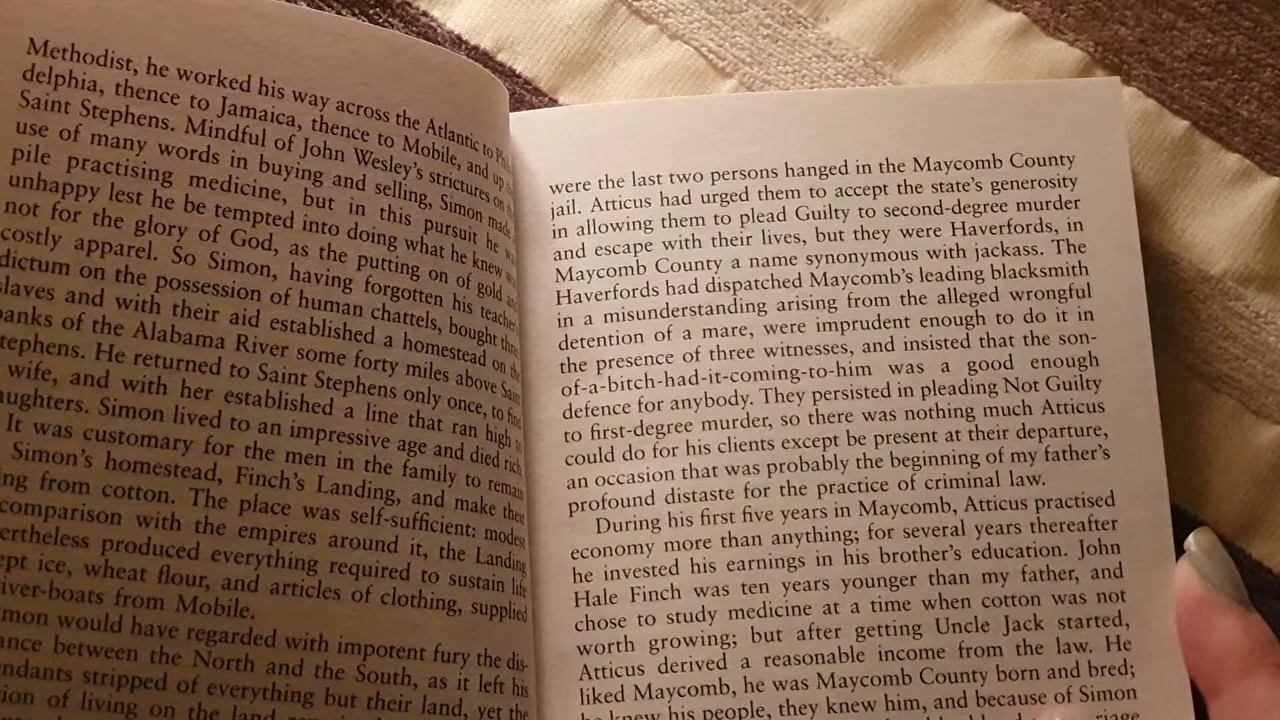 Methodist, he worked his way across the Atlantic to
delphia, thence to Jamaica, thence to Mobile, and up
Saint Stephens. Mindful of John Wesley's strictures on
use of many words in buying and selling, Simon made
pile practising medicine, but in this pursuit he
unhappy lest he be tempted into doing what he knew
not for the glory of God, as the putting on of gold
costly apparel. So Simon, having forgotten his
dictum on the possession of human chattels, bought
slaves and with their aid established a homestead on
banks of the Alabama River some forty miles above
Stephens. He returned to Saint Stephens only once, to find
wife, and with her established a line that ran high
daughters. Simon lived to an impressive age and died rich.
It was customary for the men in the family to remain
Simon's homestead, Finch's Landing, and make their
ing from cotton. The place was self-sufficient: modest
comparison with the empires around it, the Landing
ertheless produced everything required to sustain life
ept ice, wheat flour, and articles of clothing, supplied
iver-boats from Mobile.
mon would have regarded with impotent fury the dis-
ance between the North and the South, as it left his
ndants stripped of everything but their land, yet the
ion of living on the land
were the last two persons hanged in the Maycomb County
jail. Atticus had urged them to accept the state's generosity
in allowing them to plead Guilty to second-degree murder
and escape with their lives, but they were Haverfords, in
Maycomb County a name synonymous with jackass. The
Haverfords had dispatched Maycomb's leading blacksmith
in a misunderstanding arising from the alleged wrongful
detention of a mare, were imprudent enough to do it in
the presence of three witnesses, and insisted that the son-
of-a-bitch-had-it-coming-to-him was a good enough
defence for anybody. They persisted in pleading Not Guilty
to first-degree murder, so there was nothing much Atticus
could do for his clients except be present at their departure,
an occasion that was probably the beginning of my father's
profound distaste for the practice of criminal law.
During his first five years in Maycomb, Atticus practised
economy more than anything; for several years thereafter
he invested his earnings in his brother's education. John
Hale Finch was ten years younger than my father, and
chose to study medicine at a time when cotton was not
worth growing; but after getting Uncle Jack started,
Atticus derived a reasonable income from the law. He
liked Maycomb, he was Maycomb County born and bred;
he knew his people, they knew him, and because of Simon